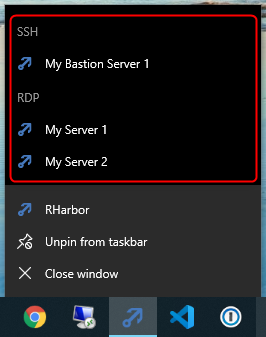 SSH
My Bastion Server 1
RDP
My Server 1
My Server 2
RHarbor
Unpin from taskbar
Close window